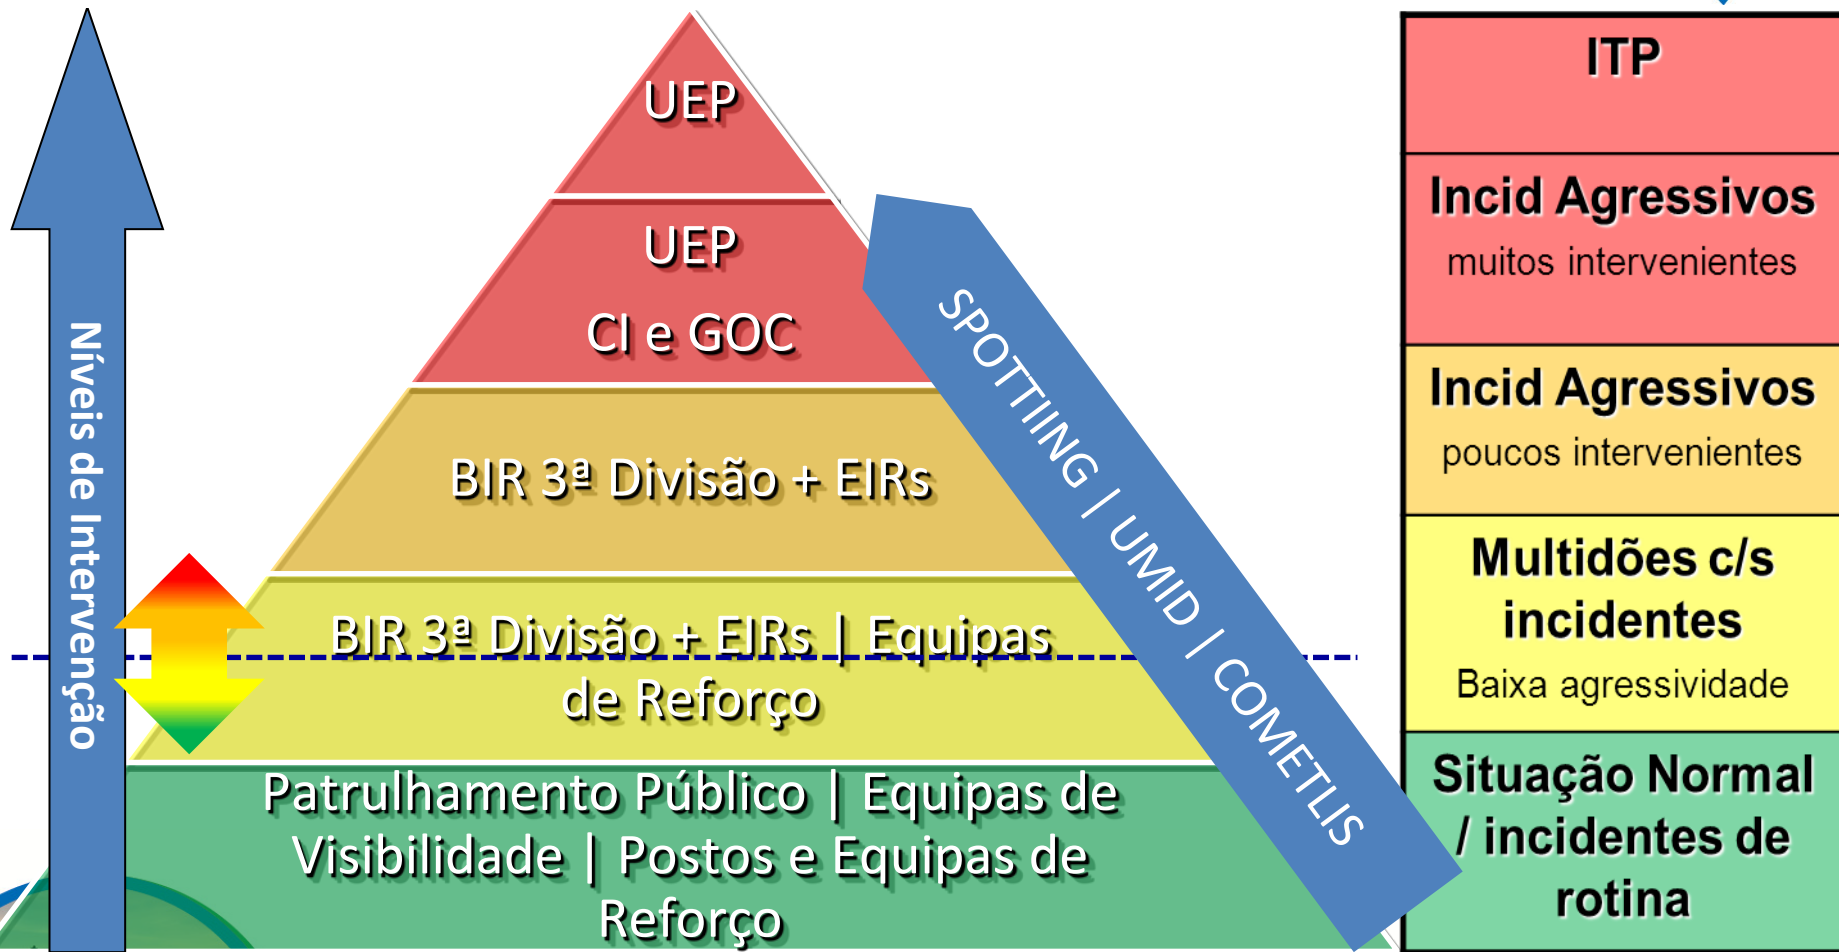 Níveis de Intervenção
UEP
UEP
CI e GOC
BIR 3ª Divisão + EIRs
BIR 3ª Divisão + EIRs | Equipas
de Reforço
Patrulhamento Público | Equipas de
Visibilidade | Postos e Equipas de
Reforço
SPOTTIING | UMID | COMETLIS
ITP
Incid Agressivos
muitos intervenientes
Incid Agressivos
poucos intervenientes
Multidões c/s
incidentes
Baixa agressividade
Situação Normal
/ incidentes de
rotina